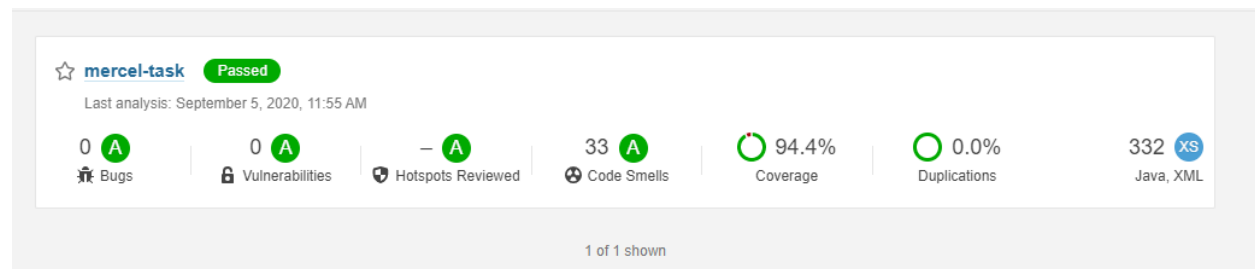 mercel-task Passed
Last analysis: September 5, 2020, 11:55 AM
0 A 0 A – A 33 A 94.4% 0.0% 332 XS
Bugs Vulnerabilities Hotspots Reviewed Code Smells Coverage Duplications Java, XML
1 of 1 shown